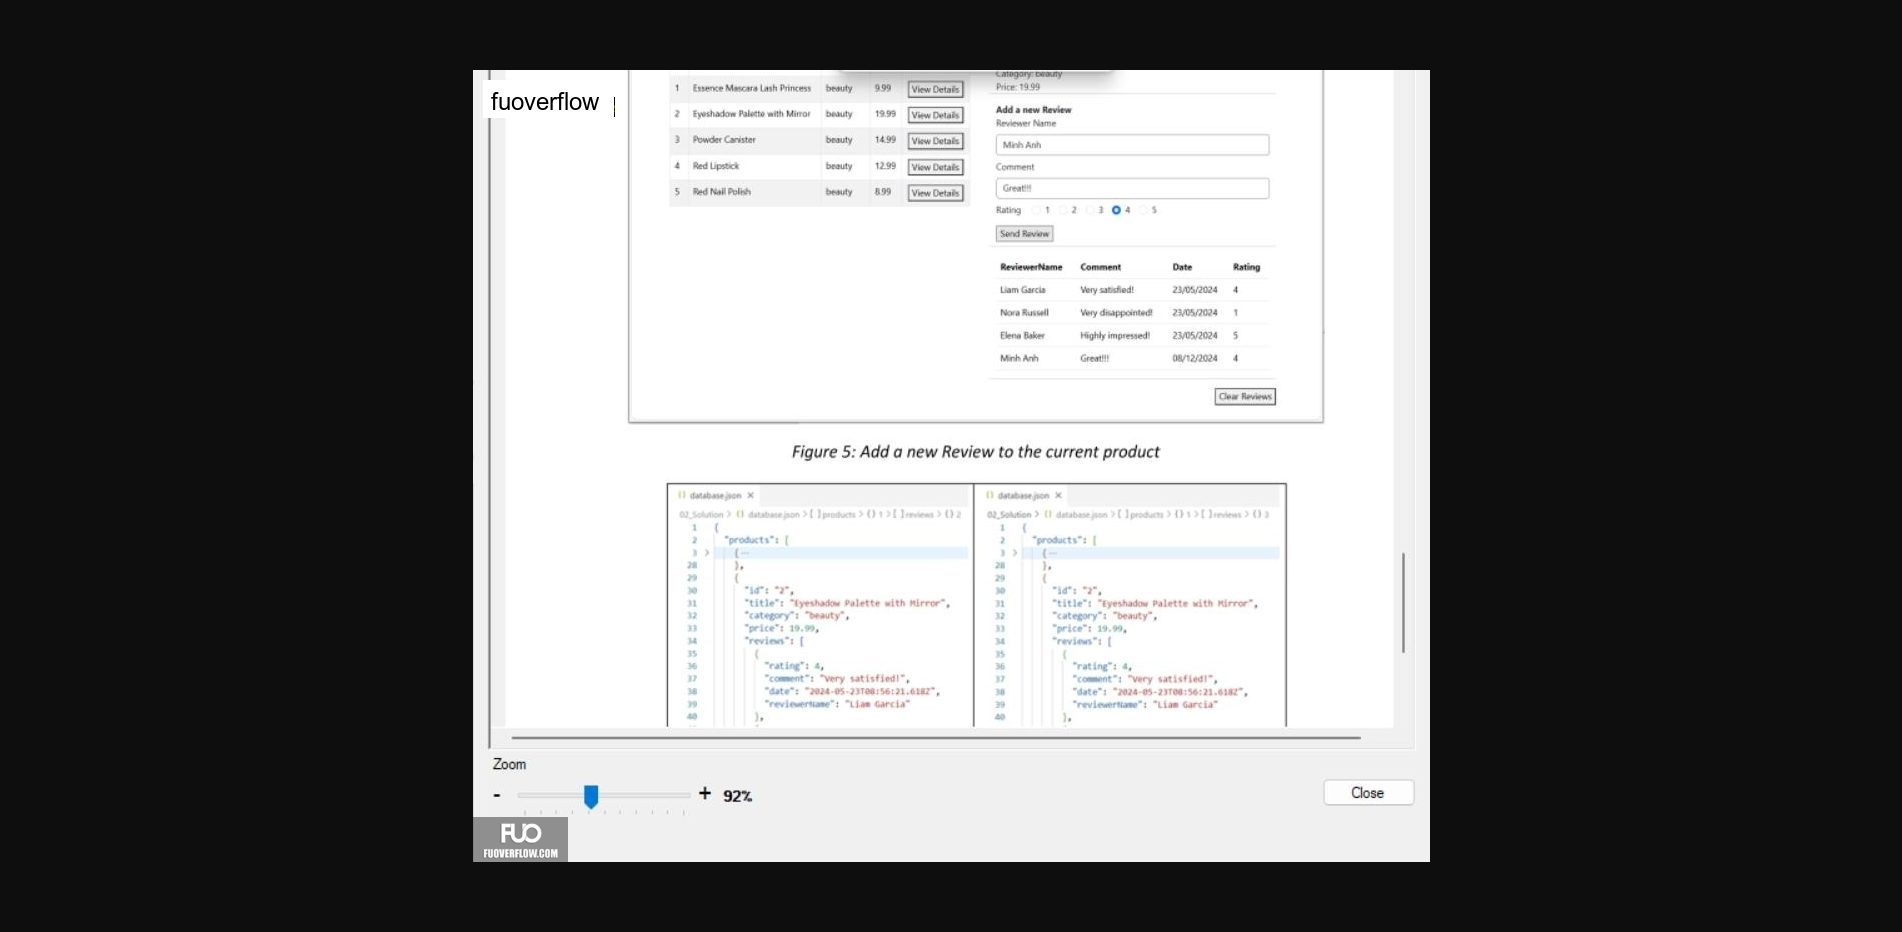 fuoverflow
1 Essence Mascara Lash Princess beauty 9.99 View Details
2 Eyeshadow Palette with Mirror beauty 19.99 View Details
3 Powder Canister beauty 14.99 View Details
4 Red Lipstick beauty 12.99 View Details
5 Red Nail Polish beauty 8.99 View Details
Category: beauty
Price: 19.99
Add a new Review
Reviewer Name
Minh Anh
Comment
Great!!!
Rating 1 2 3 4 5
Send Review
ReviewerName Comment Date Rating
Liam Garcia Very satisfied! 23/05/2024 4
Nora Russell Very disappointed! 23/05/2024 1
Elena Baker Highly impressed! 23/05/2024 5
Minh Anh Great!!! 08/12/2024 4
Clear Reviews
Figure 5: Add a new Review to the current product
{} database.json ×
02_Solution > {} database.json > [ ] products > {} 1 > [ ] reviews > {} 2
1 {
2 "products": [
3 > { ...
28 },
29 {
30 "id": "2",
31 "title": "Eyeshadow Palette with Mirror",
32 "category": "beauty",
33 "price": 19.99,
34 "reviews": [
35 {
36 "rating": 4,
37 "comment": "Very satisfied!",
38 "date": "2024-05-23T08:56:21.618Z",
39 "reviewerName": "Liam Garcia"
40 },
{} database.json ×
02_Solution > {} database.json > [ ] products > {} 1 > [ ] reviews > {} 3
1 {
2 "products": [
3 > { ...
28 },
29 {
30 "id": "2",
31 "title": "Eyeshadow Palette with Mirror",
32 "category": "beauty",
33 "price": 19.99,
34 "reviews": [
35 {
36 "rating": 4,
37 "comment": "Very satisfied!",
38 "date": "2024-05-23T08:56:21.618Z",
39 "reviewerName": "Liam Garcia"
40 },
Zoom
- + 92%
Close
FUO
FUOVERFLOW.COM